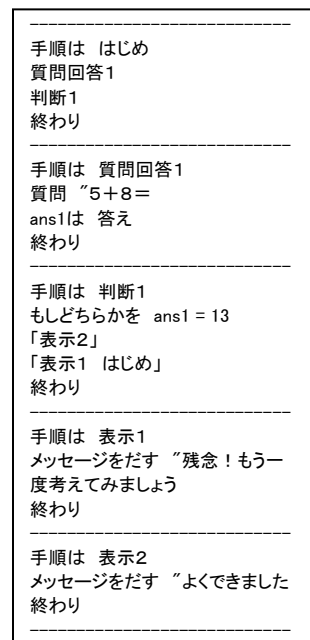 ----------------------------
手順は　はじめ
質問回答１
判断１
終わり
----------------------------
手順は　質問回答１
質問　”５＋８＝
ans1は　答え
終わり
----------------------------
手順は　判断１
もしどちらかを　ans1 = 13
「表示２」
「表示１　はじめ」
終わり
----------------------------
手順は　表示１
メッセージをだす　”残念！もう一
度考えてみましょう
終わり
----------------------------
手順は　表示２
メッセージをだす　”よくできました
終わり
----------------------------